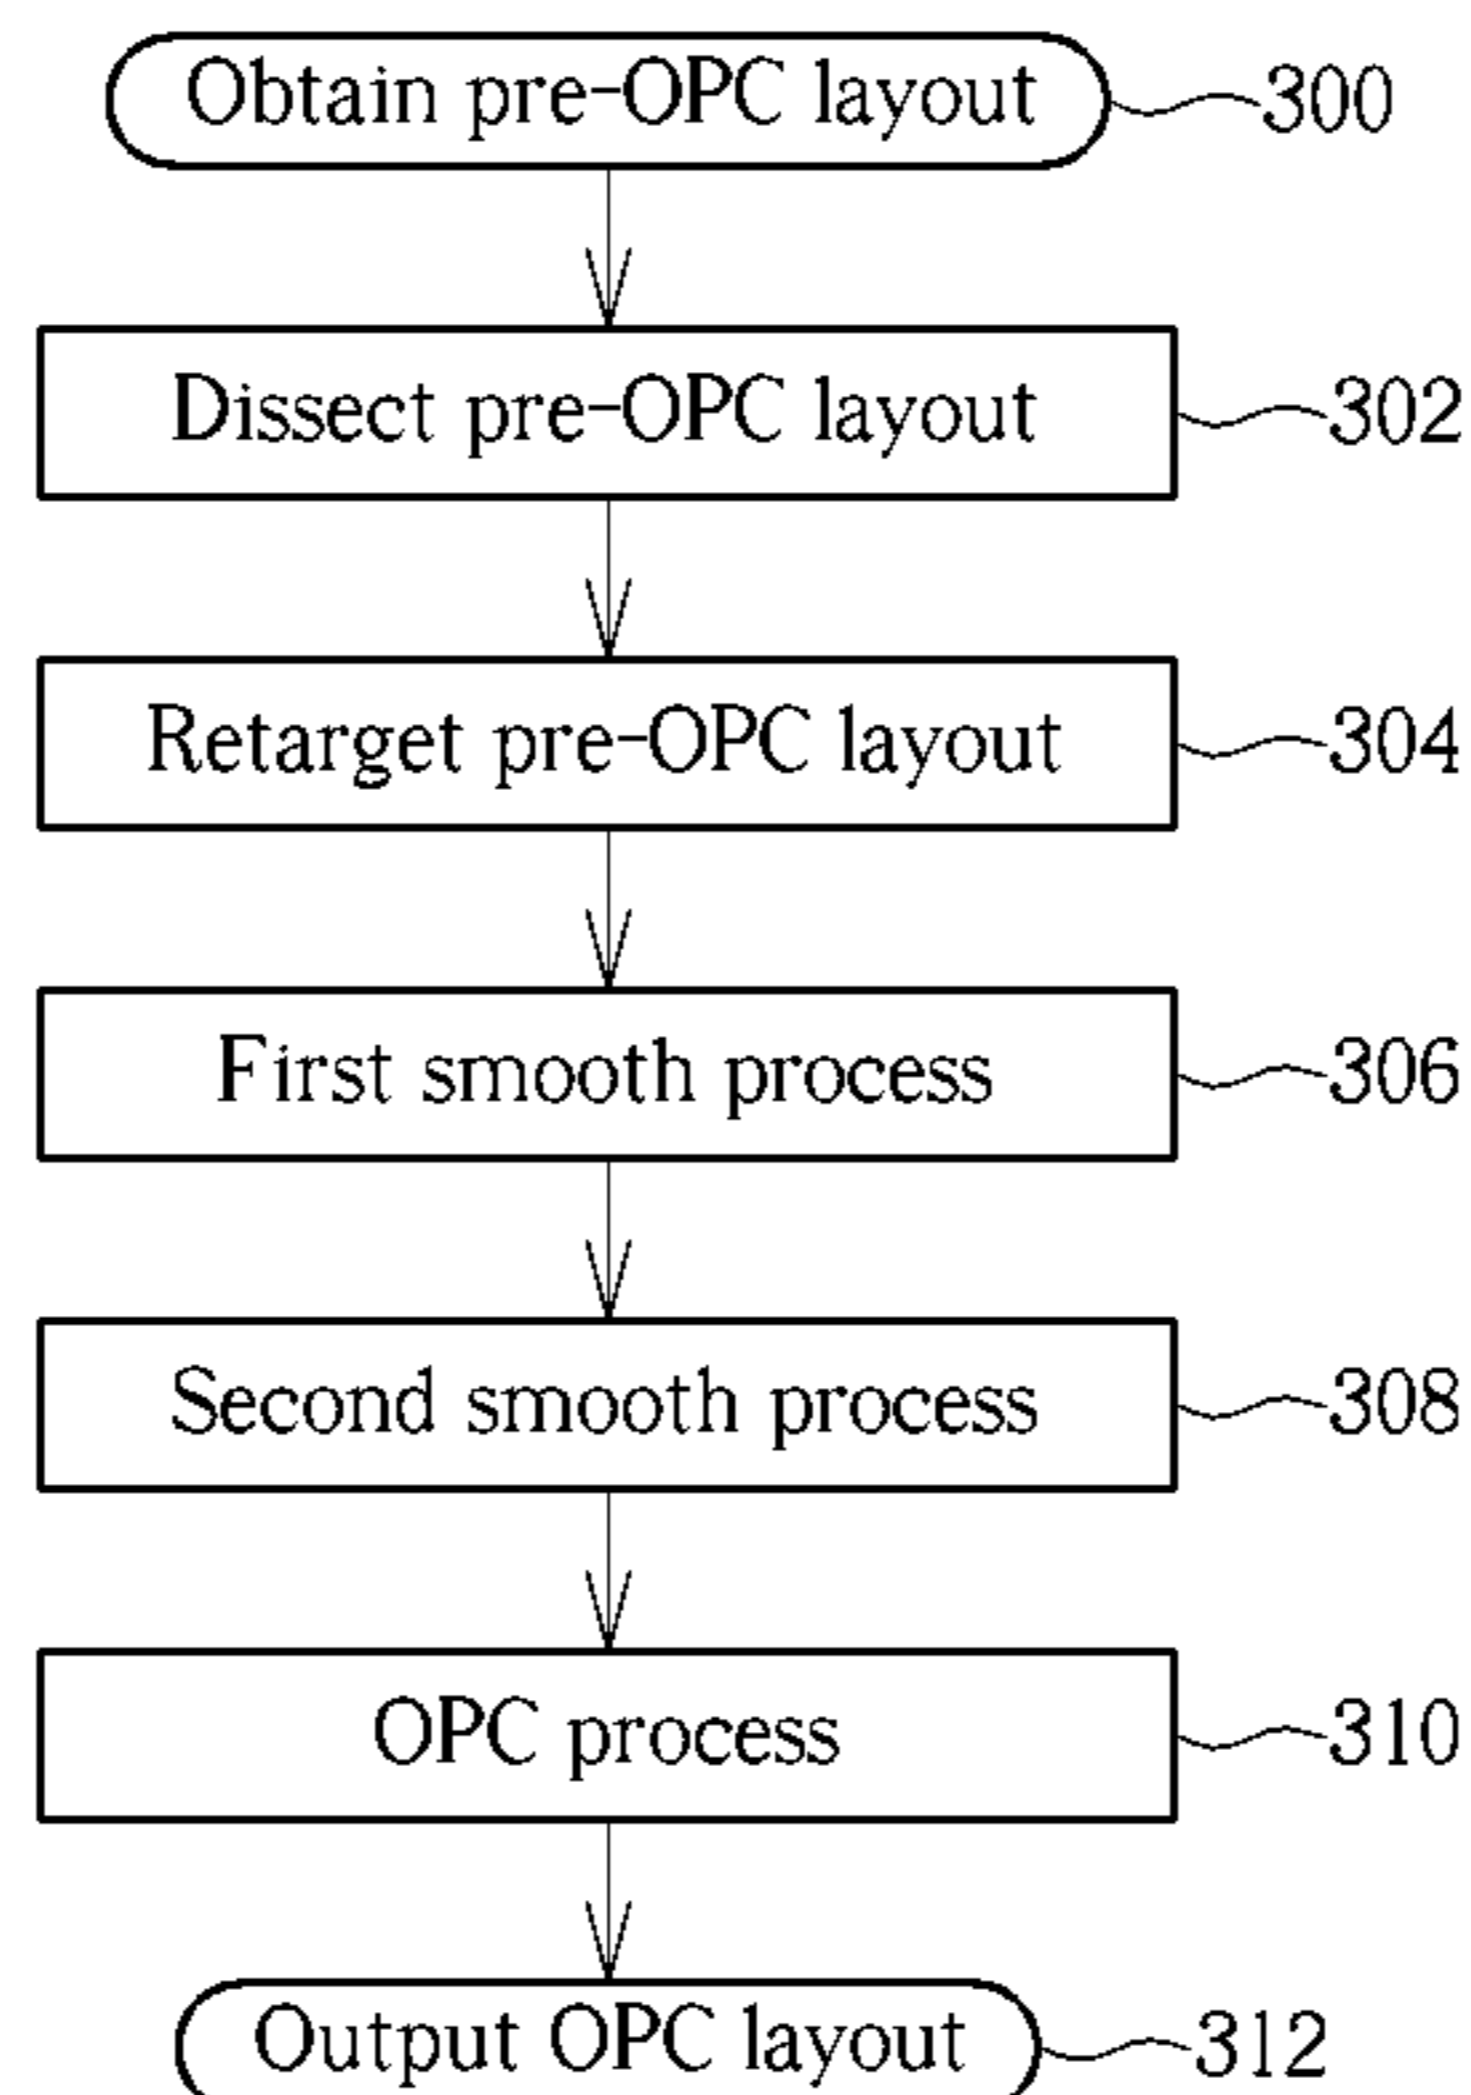 Obtain pre-OPC layout 300
Dissect pre-OPC layout 302
Retarget pre-OPC layout 304
First smooth process 306
Second smooth process 308
OPC process 310
Output OPC layout 312